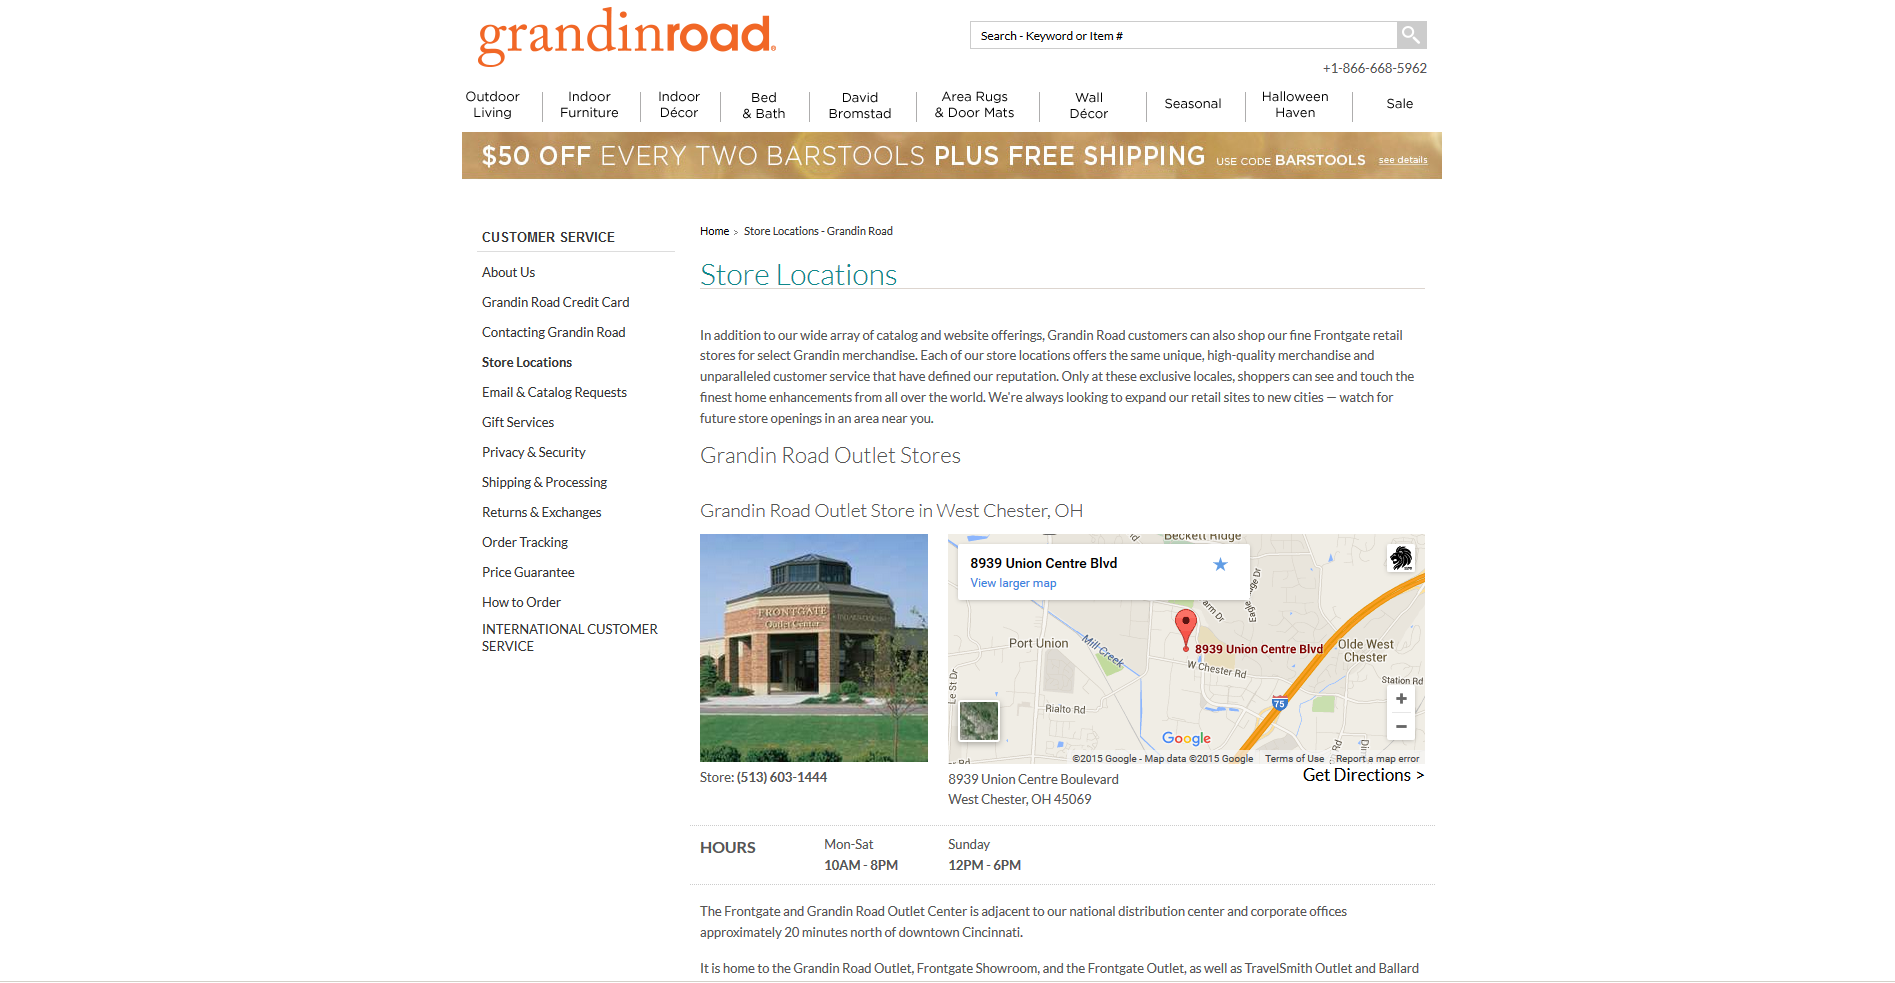 grandinroad®
Search - Keyword or Item #
+1-866-668-5962
Outdoor Living
Indoor Furniture
Indoor Décor
Bed & Bath
David Bromstad
Area Rugs & Door Mats
Wall Décor
Seasonal
Halloween Haven
Sale
$50 OFF EVERY TWO BARSTOOLS PLUS FREE SHIPPING USE CODE BARSTOOLS see details
CUSTOMER SERVICE
About Us
Grandin Road Credit Card
Contacting Grandin Road
Store Locations
Email & Catalog Requests
Gift Services
Privacy & Security
Shipping & Processing
Returns & Exchanges
Order Tracking
Price Guarantee
How to Order
INTERNATIONAL CUSTOMER
SERVICE
Home > Store Locations - Grandin Road
Store Locations
In addition to our wide array of catalog and website offerings, Grandin Road customers can also shop our fine Frontgate retail
stores for select Grandin merchandise. Each of our store locations offers the same unique, high-quality merchandise and
unparalleled customer service that have defined our reputation. Only at these exclusive locales, shoppers can see and touch the
finest home enhancements from all over the world. We're always looking to expand our retail sites to new cities — watch for
future store openings in an area near you.
Grandin Road Outlet Stores
Grandin Road Outlet Store in West Chester, OH
FRONTGATE
Outlet Center
Beckett Ridge
8939 Union Centre Blvd
View larger map
Rd
Eagle
ge Dr
arm Dr
Port Union
Mill Creek
8939 Union Centre Blvd
Olde West
Chester
W Chester Rd
Station Rd
Le St Dr
Rialto Rd
75
+
−
Google
Rd
©2015 Google - Map data ©2015 Google Terms of Use Report a map error
Store: (513) 603-1444
8939 Union Centre Boulevard
West Chester, OH 45069
Get Directions >
HOURS
Mon-Sat
10AM - 8PM
Sunday
12PM - 6PM
The Frontgate and Grandin Road Outlet Center is adjacent to our national distribution center and corporate offices
approximately 20 minutes north of downtown Cincinnati.
It is home to the Grandin Road Outlet, Frontgate Showroom, and the Frontgate Outlet, as well as TravelSmith Outlet and Ballard